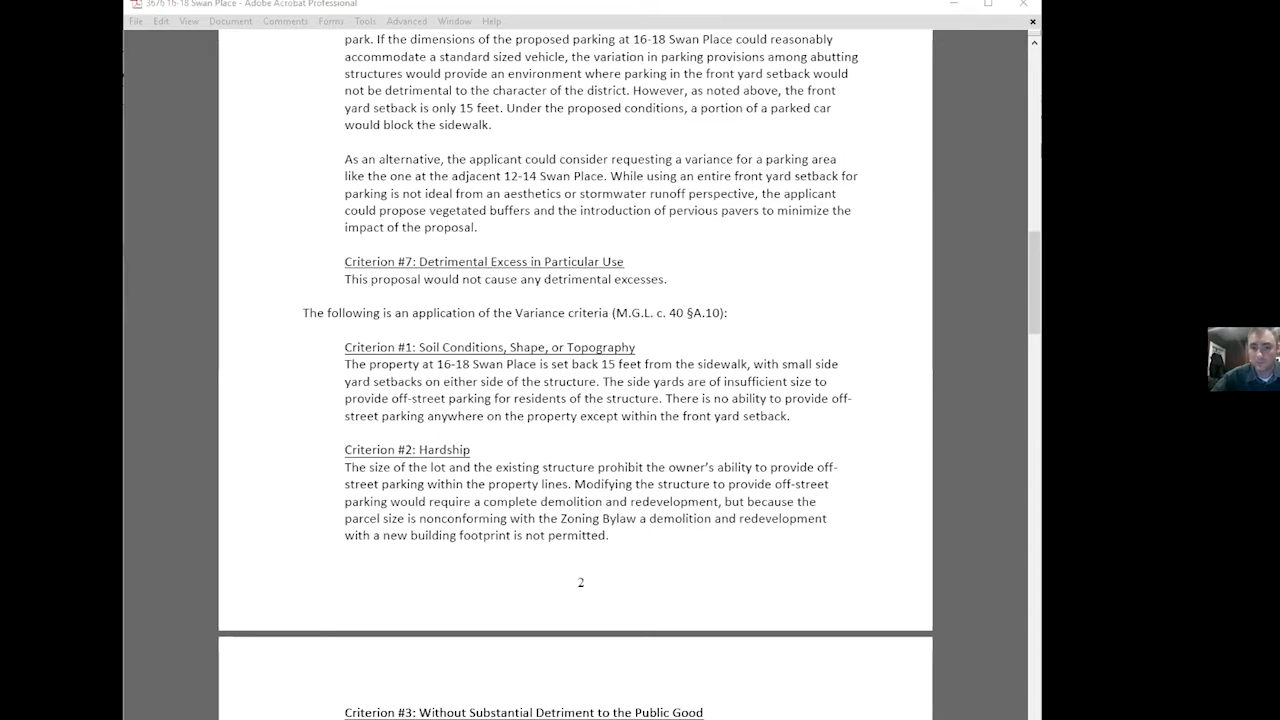 3676 16-18 Swan Place - Adobe Acrobat Professional
File Edit View Document Comments Forms Tools Advanced Window Help
park. If the dimensions of the proposed parking at 16-18 Swan Place could reasonably
accommodate a standard sized vehicle, the variation in parking provisions among abutting
structures would provide an environment where parking in the front yard setback would
not be detrimental to the character of the district. However, as noted above, the front
yard setback is only 15 feet. Under the proposed conditions, a portion of a parked car
would block the sidewalk.
As an alternative, the applicant could consider requesting a variance for a parking area
like the one at the adjacent 12-14 Swan Place. While using an entire front yard setback for
parking is not ideal from an aesthetics or stormwater runoff perspective, the applicant
could propose vegetated buffers and the introduction of pervious pavers to minimize the
impact of the proposal.
Criterion #7: Detrimental Excess in Particular Use
This proposal would not cause any detrimental excesses.
The following is an application of the Variance criteria (M.G.L. c. 40 §A.10):
Criterion #1: Soil Conditions, Shape, or Topography
The property at 16-18 Swan Place is set back 15 feet from the sidewalk, with small side
yard setbacks on either side of the structure. The side yards are of insufficient size to
provide off-street parking for residents of the structure. There is no ability to provide off-
street parking anywhere on the property except within the front yard setback.
Criterion #2: Hardship
The size of the lot and the existing structure prohibit the owner's ability to provide off-
street parking within the property lines. Modifying the structure to provide off-street
parking would require a complete demolition and redevelopment, but because the
parcel size is nonconforming with the Zoning Bylaw a demolition and redevelopment
with a new building footprint is not permitted.
2
Criterion #3: Without Substantial Detriment to the Public Good